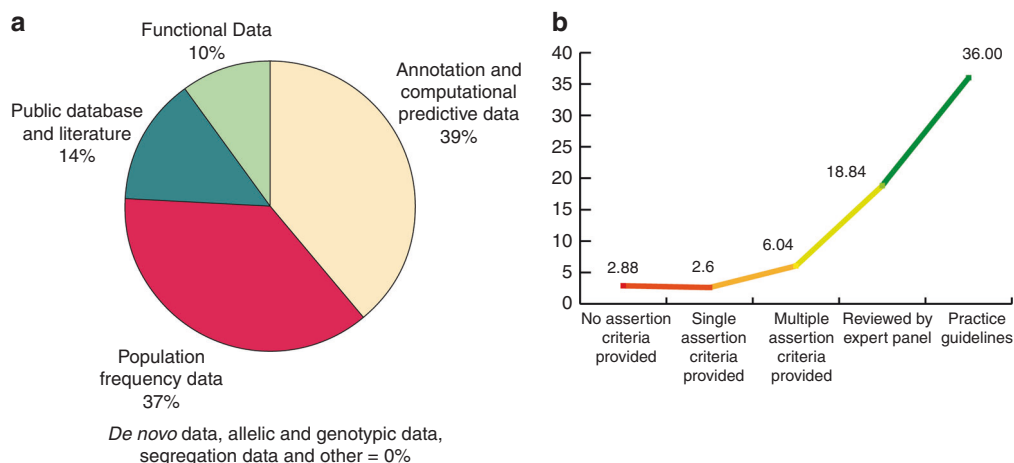 a
Functional Data
10%
Annotation and
computational
predictive data
39%
Public database
and literature
14%
Population
frequency data
37%
De novo data, allelic and genotypic data,
segregation data and other = 0%
b
40
35
30
25
20
15
10
5
0
2.88
2.6
6.04
18.84
36.00
No assertion
criteria
provided
Single
assertion
criteria
provided
Multiple
assertion
criteria
provided
Reviewed by
expert panel
Practice
guidelines